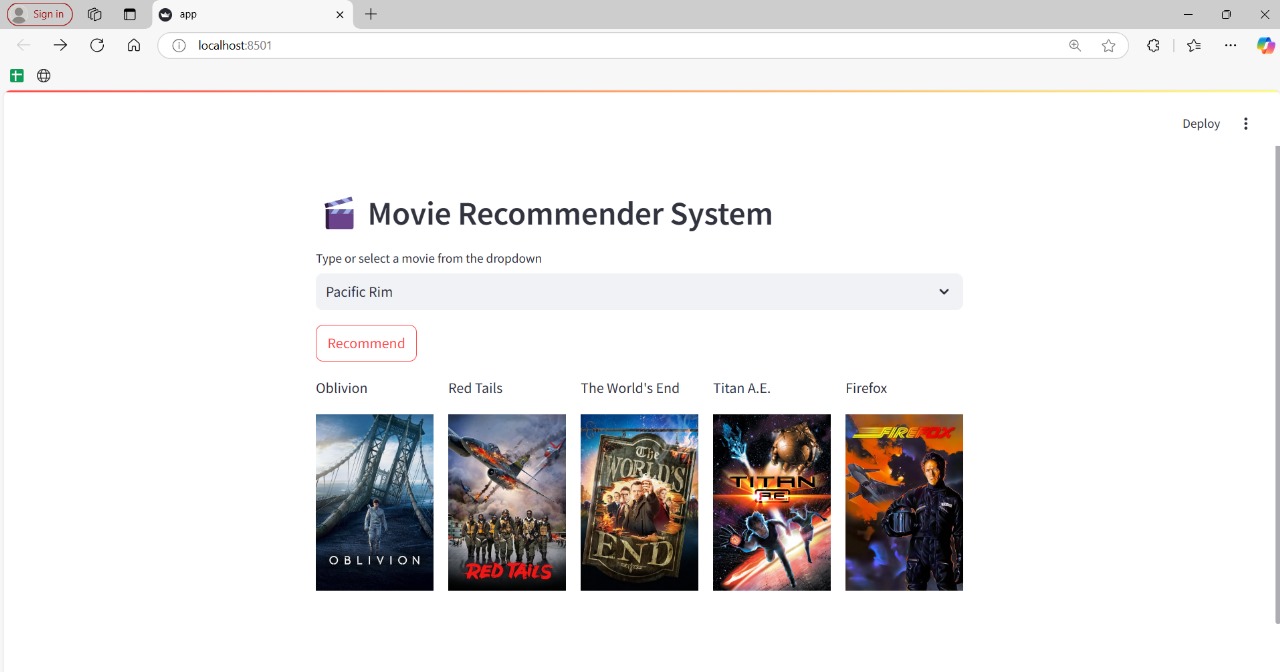 Sign in
app
localhost:8501
Deploy
Movie Recommender System
Type or select a movie from the dropdown
Pacific Rim
Recommend
Oblivion Red Tails The World's End Titan A.E. Firefox
OBLIVION
RED TAILS
The
WORLD'S
END
TITAN
A.E.
FIREFOX